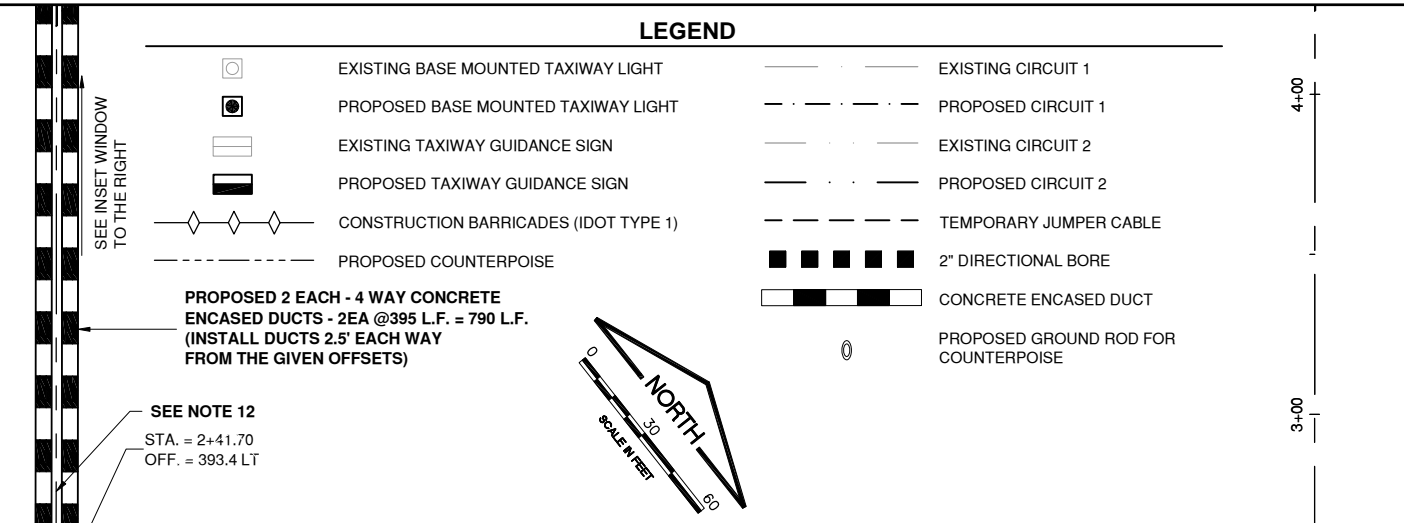 LEGEND
EXISTING BASE MOUNTED TAXIWAY LIGHT
PROPOSED BASE MOUNTED TAXIWAY LIGHT
EXISTING TAXIWAY GUIDANCE SIGN
PROPOSED TAXIWAY GUIDANCE SIGN
CONSTRUCTION BARRICADES (IDOT TYPE 1)
PROPOSED COUNTERPOISE
EXISTING CIRCUIT 1
PROPOSED CIRCUIT 1
EXISTING CIRCUIT 2
PROPOSED CIRCUIT 2
TEMPORARY JUMPER CABLE
2" DIRECTIONAL BORE
CONCRETE ENCASED DUCT
PROPOSED GROUND ROD FOR
COUNTERPOISE
SEE INSET WINDOW
TO THE RIGHT
PROPOSED 2 EACH - 4 WAY CONCRETE
ENCASED DUCTS - 2EA @395 L.F. = 790 L.F.
(INSTALL DUCTS 2.5' EACH WAY
FROM THE GIVEN OFFSETS)
SEE NOTE 12
STA. = 2+41.70
OFF. = 393.4 LT
NORTH
0
30
60
SCALE IN FEET
4+00
3+00